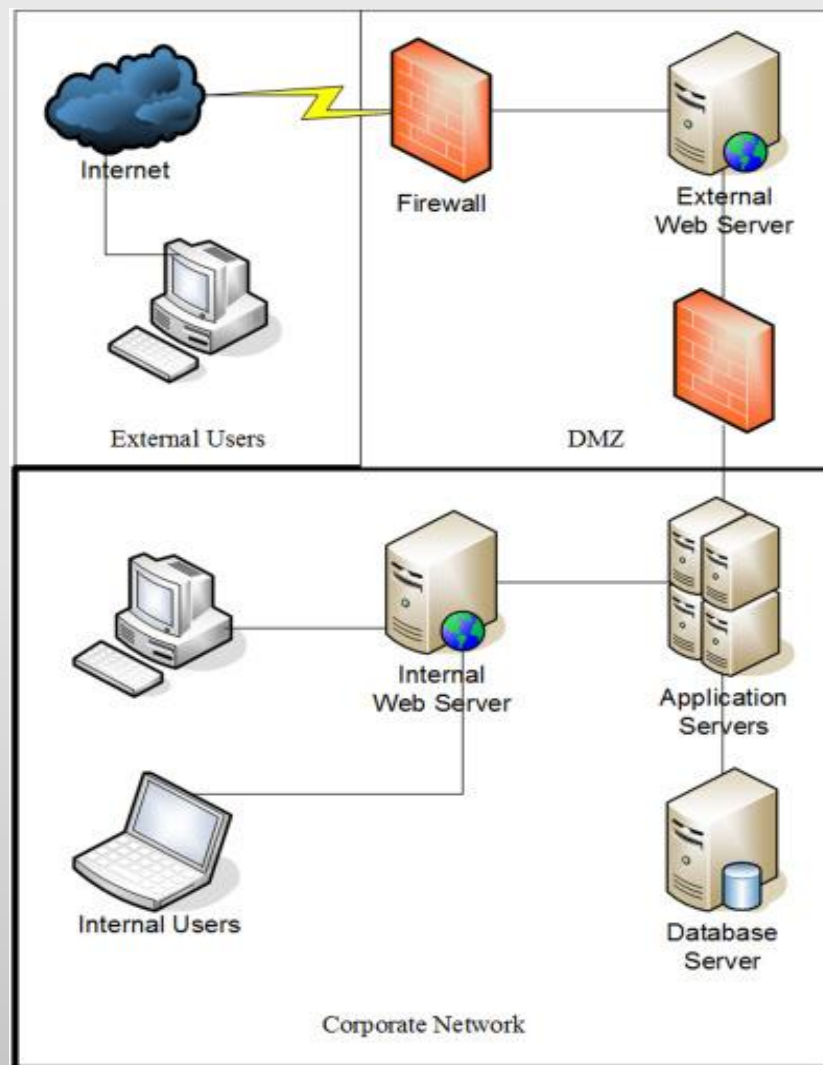 Internet
Firewall
External
Web Server
External Users
DMZ
Internal
Web Server
Application
Servers
Internal Users
Database
Server
Corporate Network